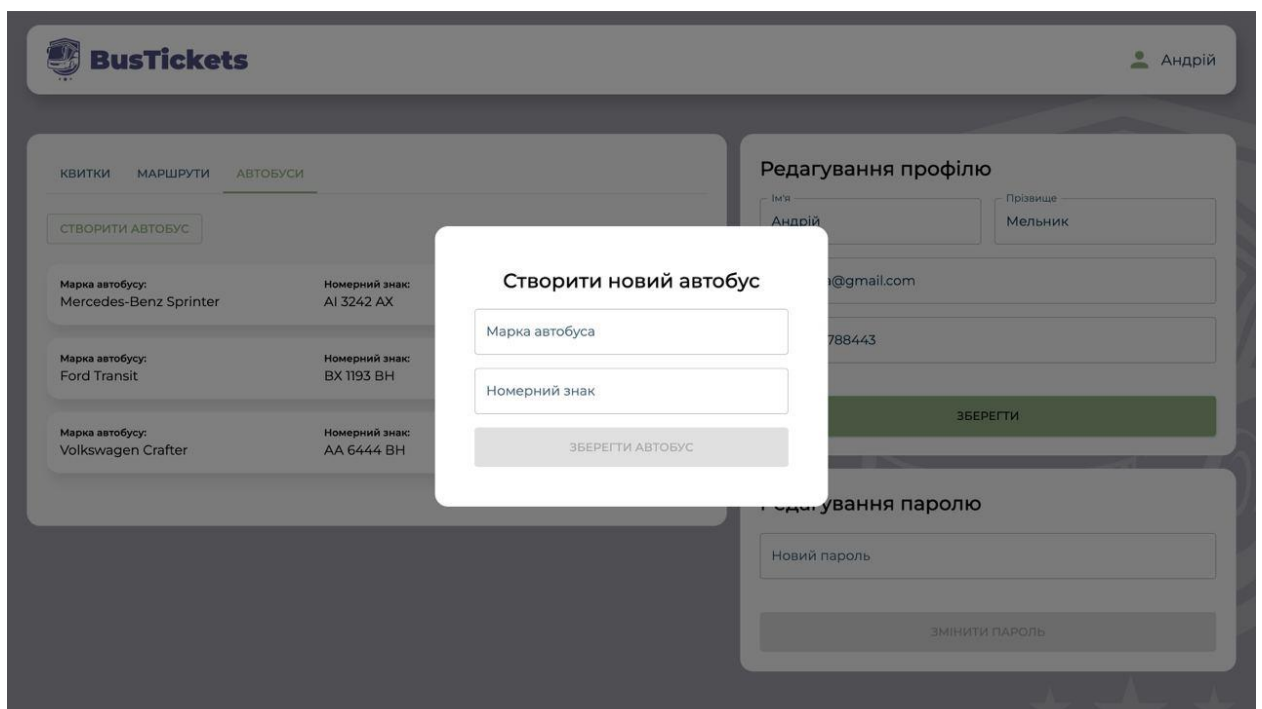 BusTickets
Андрій
КВИТКИ МАРШРУТИ АВТОБУСИ
СТВОРИТИ АВТОБУС
Марка автобусу:
Mercedes-Benz Sprinter
Номерний знак:
AI 3242 AX
Марка автобусу:
Ford Transit
Номерний знак:
BX 1193 BH
Марка автобусу:
Volkswagen Crafter
Номерний знак:
AA 6444 BH
Створити новий автобус
Марка автобуса
Номерний знак
ЗБЕРЕГТИ АВТОБУС
Редагування профілю
Ім'я
Андрій
Прізвище
Мельник
@gmail.com
788443
ЗБЕРЕГТИ
Редагування паролю
Новий пароль
ЗМІНИТИ ПАРОЛЬ